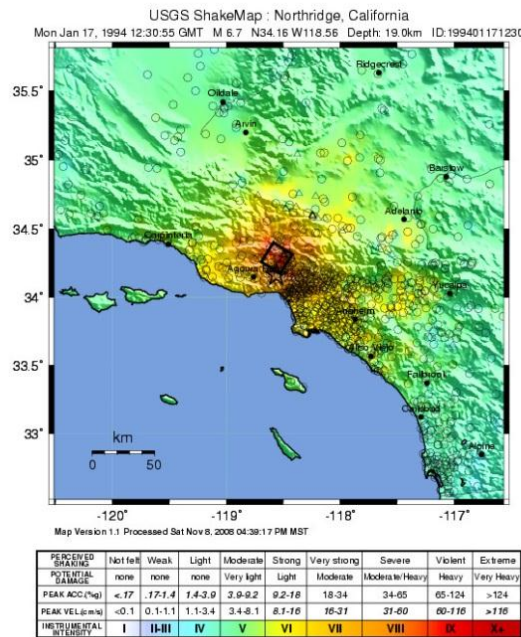 USGS ShakeMap : Northridge, California
Mon Jan 17, 1994 12:30:55 GMT M 6.7 N34.16 W118.56 Depth: 19.0km ID:199401171230
Ridgecrest
35.5°
Oildale
Arvin
35°
Barstow
34.5°
Adelanto
Carpinteria
Yucaipa
34°
Anaheim
33.5°
Fallbrook
Carlsbad
33°
Alpine
km
0 50
-120° -119° -118° -117°
Map Version 1.1 Processed Sat Nov 8, 2008 04:39:17 PM MST
PERCEIVED SHAKING Not felt Weak Light Moderate Strong Very strong Severe Violent Extreme
POTENTIAL DAMAGE none none none Very light Light Moderate Moderate/Heavy Heavy Very Heavy
PEAK ACC.(%g) <.17 .17-1.4 1.4-3.9 3.9-9.2 9.2-18 18-34 34-65 65-124 >124
PEAK VEL.(cm/s) <0.1 0.1-1.1 1.1-3.4 3.4-8.1 8.1-16 16-31 31-60 60-116 >116
INSTRUMENTAL INTENSITY I II-III IV V VI VII VIII IX X+